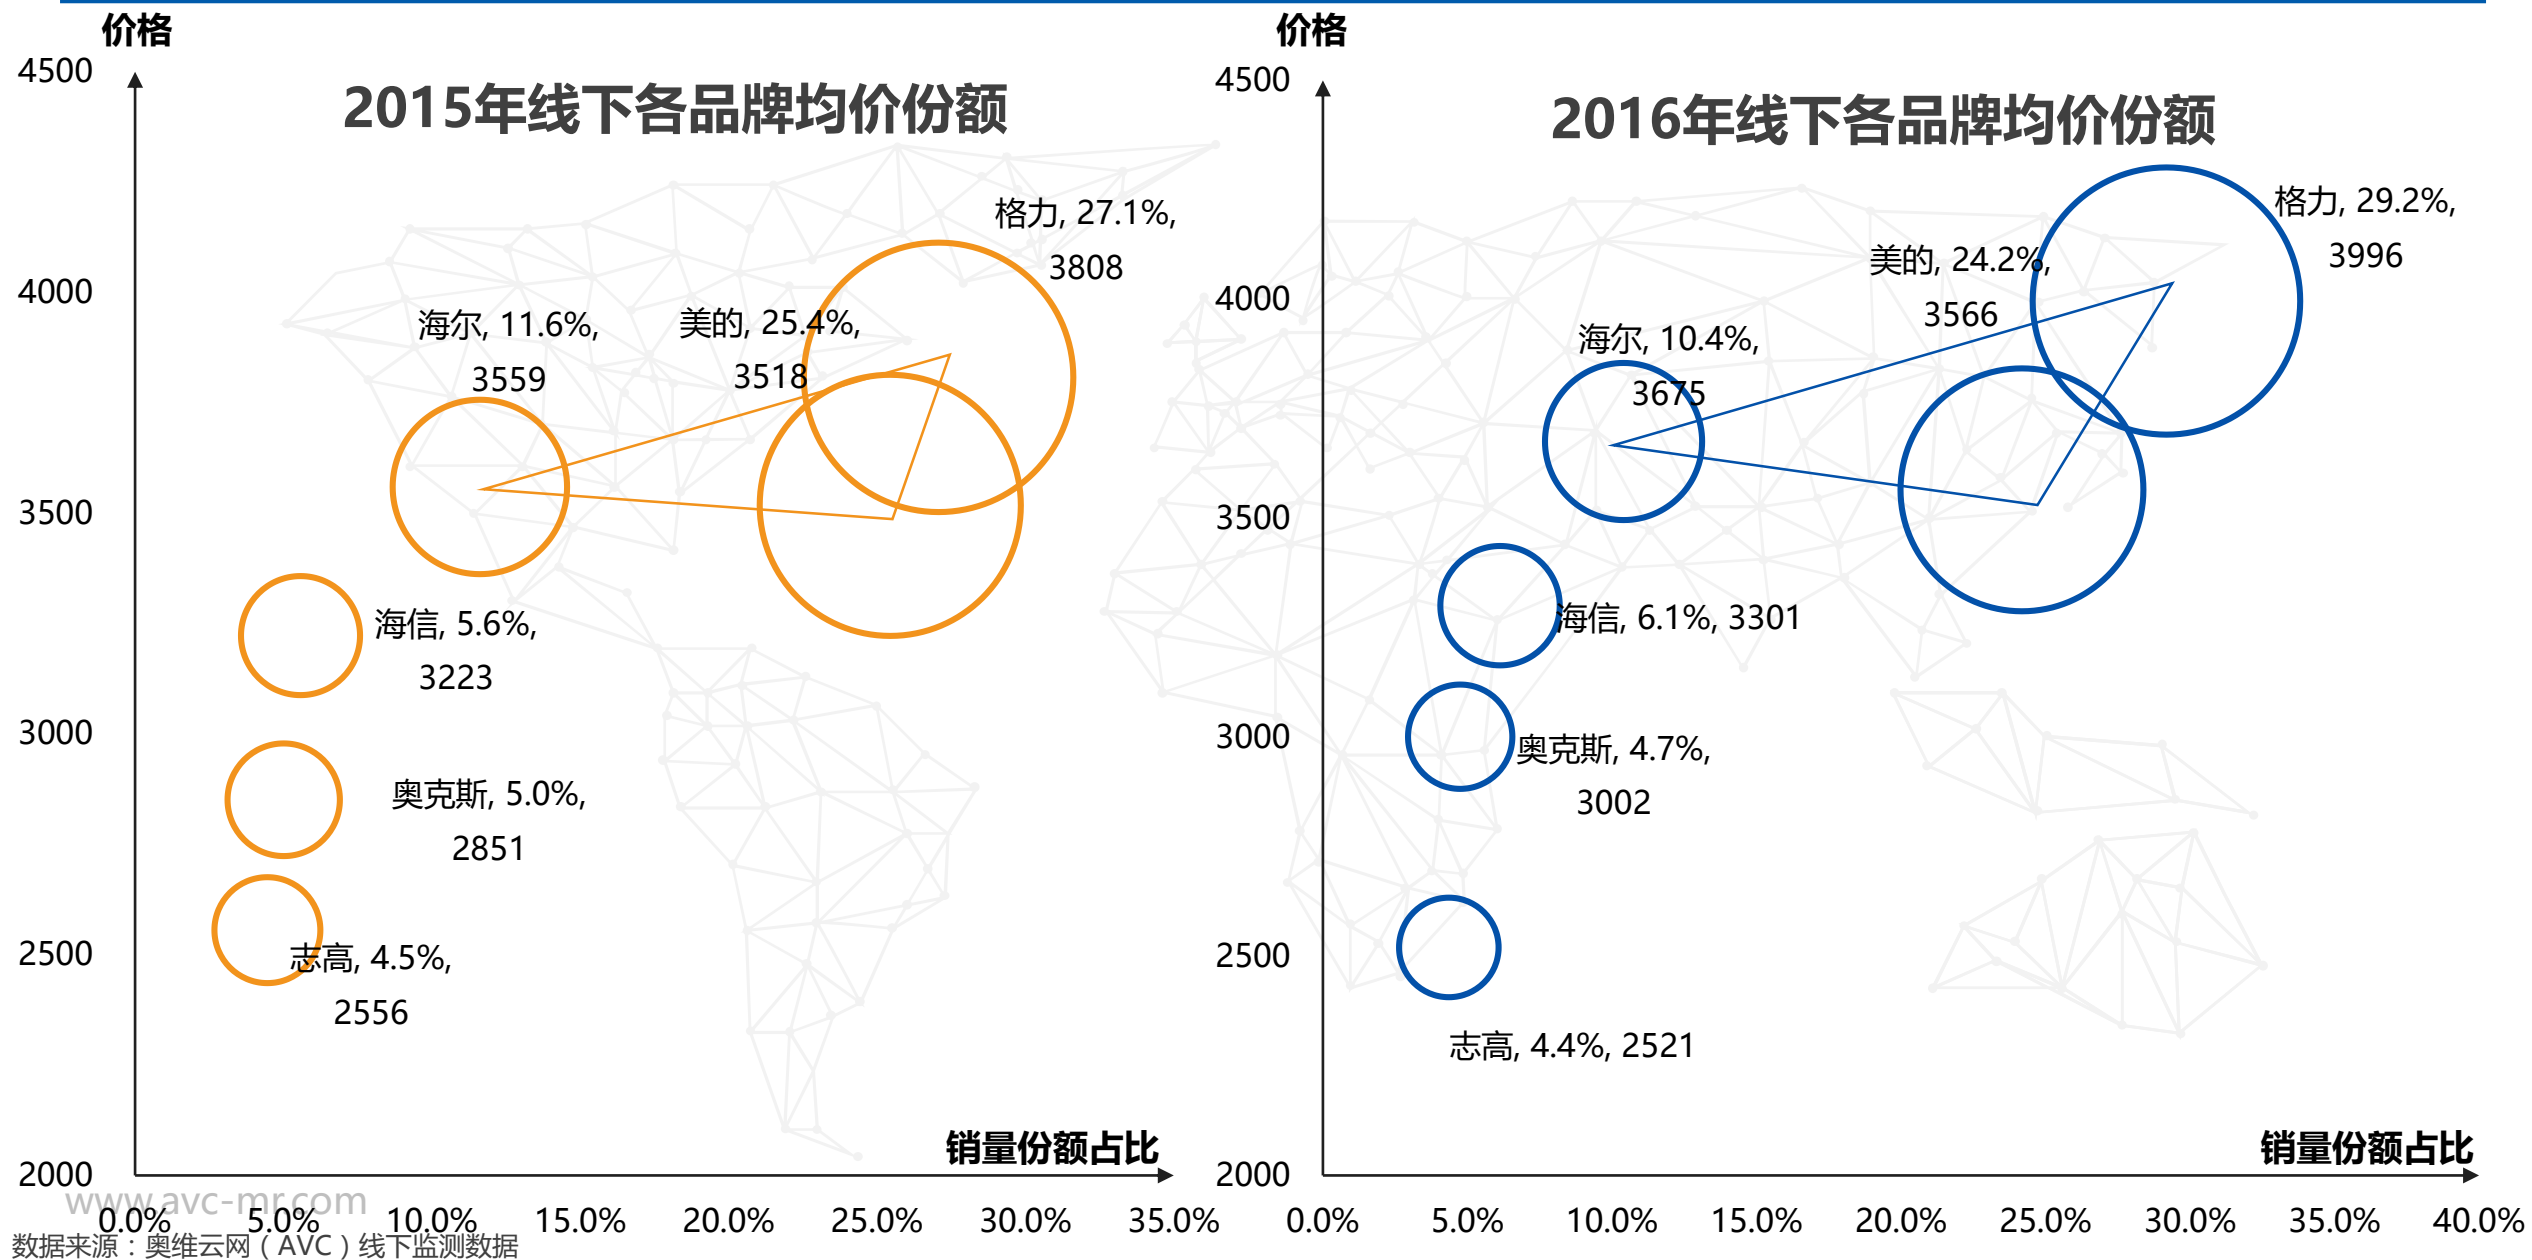 价格
4500
4000
3500
3000
2500
2000
2015年线下各品牌均价份额
格力, 27.1%,
3808
美的, 25.4%,
3518
海尔, 11.6%,
3559
海信, 5.6%,
3223
奥克斯, 5.0%,
2851
志高, 4.5%,
2556
销量份额占比
0.0% 5.0% 10.0% 15.0% 20.0% 25.0% 30.0% 35.0%
价格
4500
4000
3500
3000
2500
2000
2016年线下各品牌均价份额
格力, 29.2%,
3996
美的, 24.2%,
3566
海尔, 10.4%,
3675
海信, 6.1%, 3301
奥克斯, 4.7%,
3002
志高, 4.4%, 2521
销量份额占比
0.0% 5.0% 10.0% 15.0% 20.0% 25.0% 30.0% 35.0% 40.0%
www.avc-mr.com
数据来源：奥维云网（AVC）线下监测数据